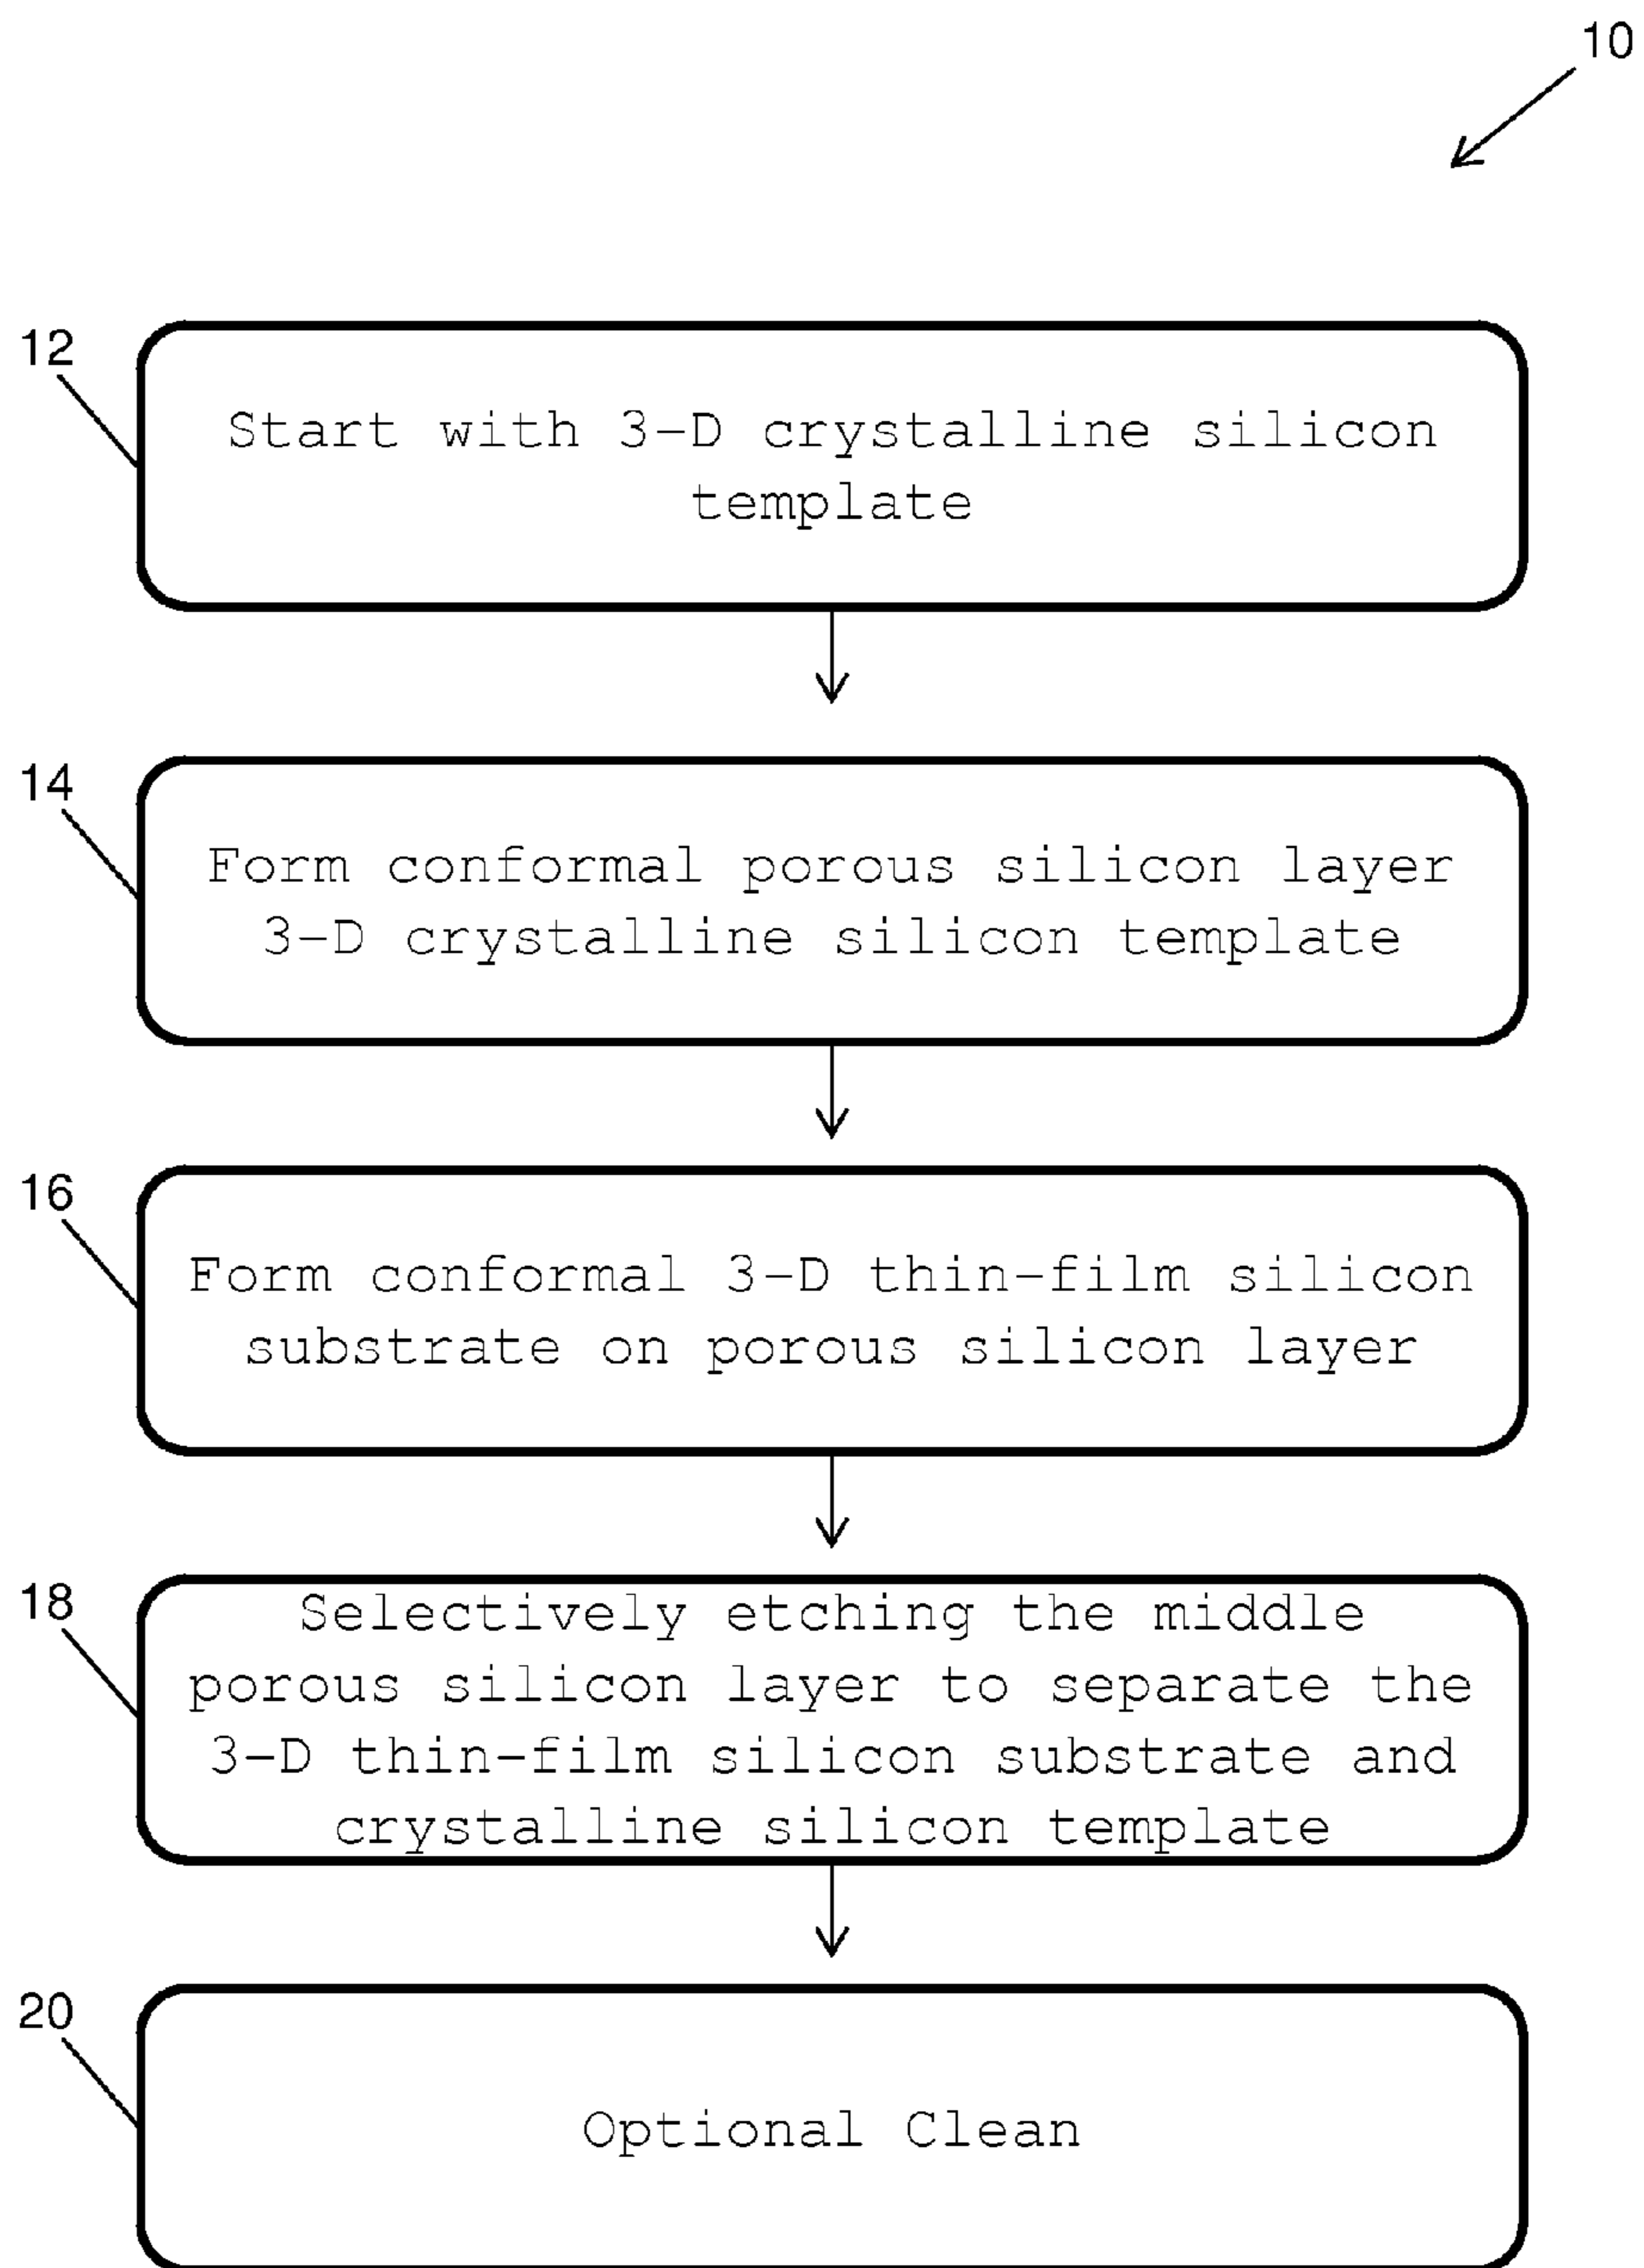 10
12
Start with 3-D crystalline silicon
template
14
Form conformal porous silicon layer
3-D crystalline silicon template
16
Form conformal 3-D thin-film silicon
substrate on porous silicon layer
18
Selectively etching the middle
porous silicon layer to separate the
3-D thin-film silicon substrate and
crystalline silicon template
20
Optional Clean